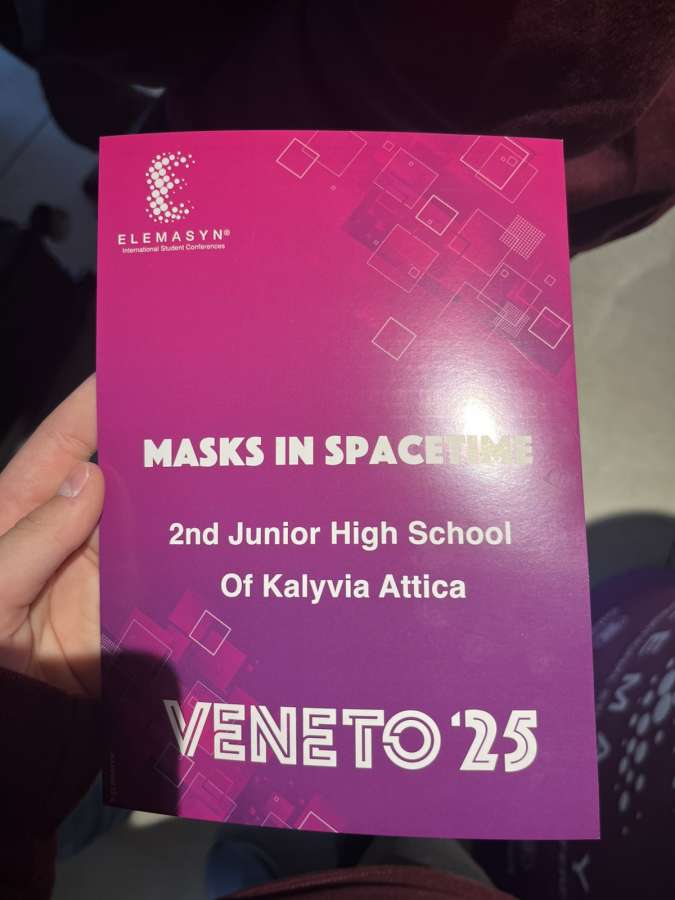 ELEMASYN®
International Student Conferences
MASKS IN SPACETIME
2nd Junior High School
Of Kalyvia Attica
VENETO '25